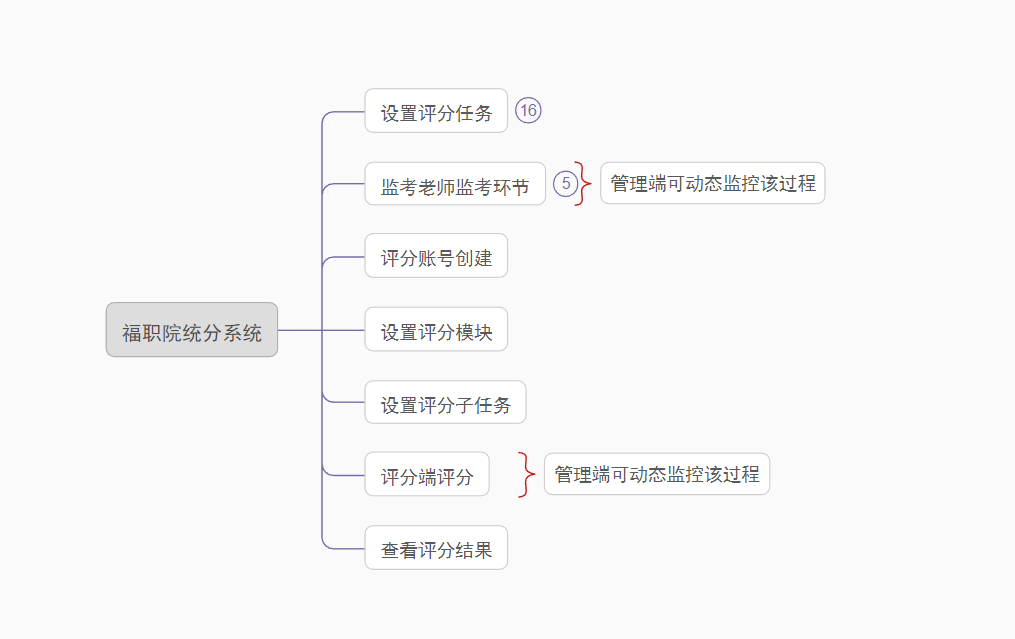 设置评分任务 16
监考老师监考环节 5 管理端可动态监控该过程
评分账号创建
福职院统分系统
设置评分模块
设置评分子任务
评分端评分 管理端可动态监控该过程
查看评分结果